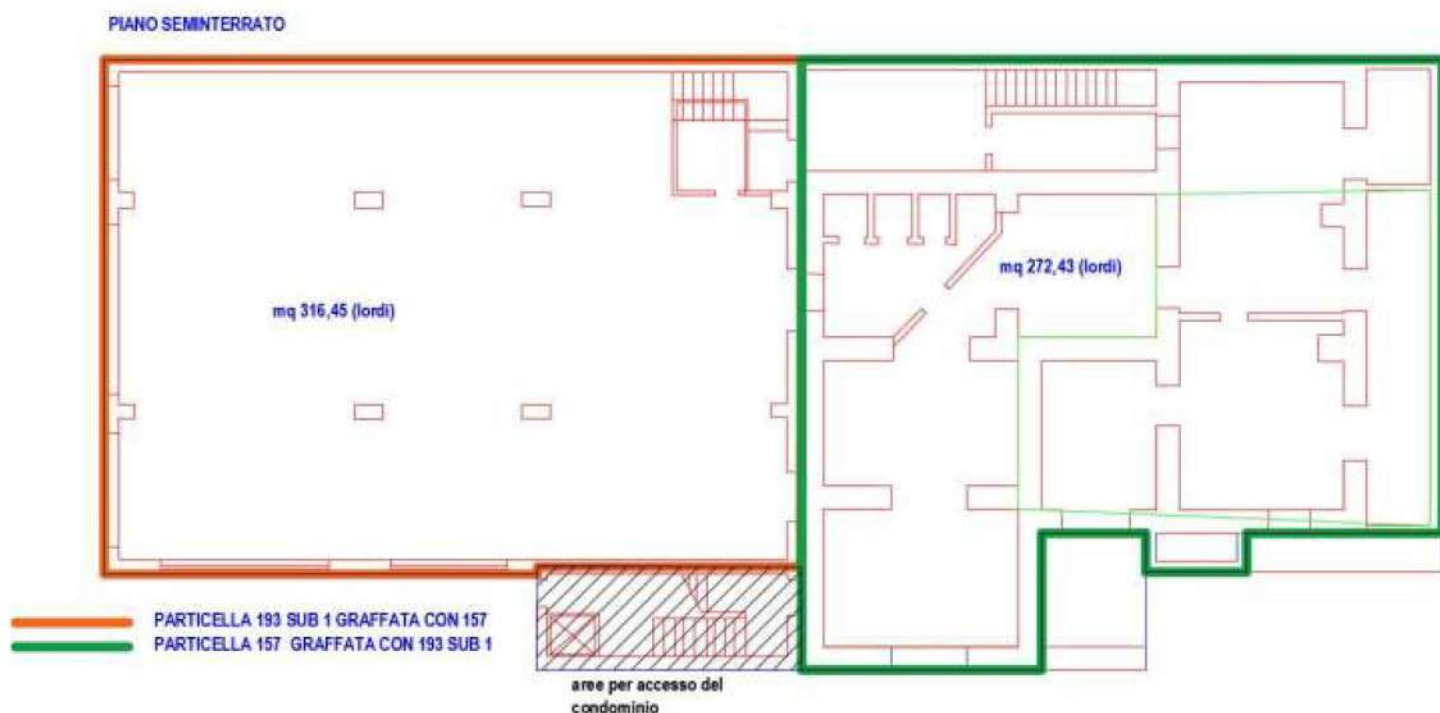 PIANO SEMINTERRATO
mq 272,43 (lordi)
mq 316,45 (lordi)
PARTICELLA 193 SUB 1 GRAFFATA CON 157
PARTICELLA 157 GRAFFATA CON 193 SUB 1
aree per accesso del
condominio